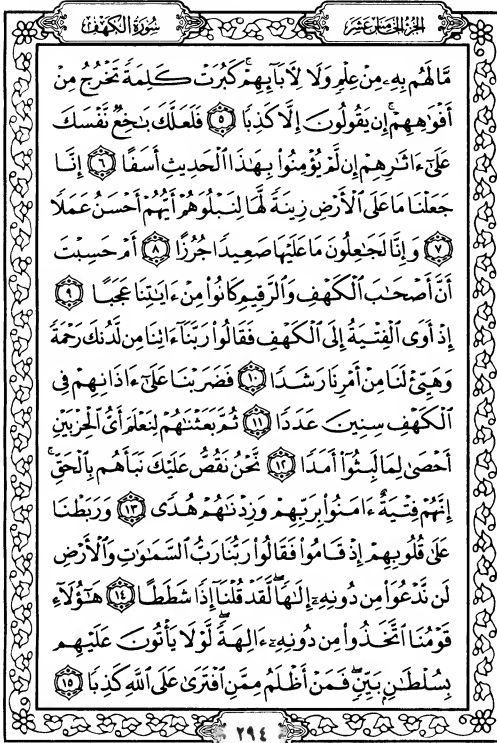 الجزء الخامس عشر
سورة الكهف
مَّا لَهُم بِهِۦ مِنْ عِلْمٍ وَلَا لِأَبَآئِهِمْ ۚ كَبُرَتْ كَلِمَةً تَخْرُجُ مِنْ
أَفْوَٰهِهِمْ ۚ إِن يَقُولُونَ إِلَّا كَذِبًا ۝٥ فَلَعَلَّكَ بَٰخِعٌ نَّفْسَكَ
عَلَىٰٓ ءَاثَٰرِهِمْ إِن لَّمْ يُؤْمِنُوا۟ بِهَٰذَا ٱلْحَدِيثِ أَسَفًا ۝٦ إِنَّا
جَعَلْنَا مَا عَلَى ٱلْأَرْضِ زِينَةً لَّهَا لِنَبْلُوَهُمْ أَيُّهُمْ أَحْسَنُ عَمَلًا
۝٧ وَإِنَّا لَجَٰعِلُونَ مَا عَلَيْهَا صَعِيدًا جُرُزًا ۝٨ أَمْ حَسِبْتَ
أَنَّ أَصْحَٰبَ ٱلْكَهْفِ وَٱلرَّقِيمِ كَانُوا۟ مِنْ ءَايَٰتِنَا عَجَبًا ۝٩
إِذْ أَوَى ٱلْفِتْيَةُ إِلَى ٱلْكَهْفِ فَقَالُوا۟ رَبَّنَآ ءَاتِنَا مِن لَّدُنكَ رَحْمَةً
وَهَيِّئْ لَنَا مِنْ أَمْرِنَا رَشَدًا ۝١٠ فَضَرَبْنَا عَلَىٰٓ ءَاذَانِهِمْ فِى
ٱلْكَهْفِ سِنِينَ عَدَدًا ۝١١ ثُمَّ بَعَثْنَٰهُمْ لِنَعْلَمَ أَىُّ ٱلْحِزْبَيْنِ
أَحْصَىٰ لِمَا لَبِثُوٓا۟ أَمَدًا ۝١٢ نَّحْنُ نَقُصُّ عَلَيْكَ نَبَأَهُم بِٱلْحَقِّ ۚ
إِنَّهُمْ فِتْيَةٌ ءَامَنُوا۟ بِرَبِّهِمْ وَزِدْنَٰهُمْ هُدًى ۝١٣ وَرَبَطْنَا
عَلَىٰ قُلُوبِهِمْ إِذْ قَامُوا۟ فَقَالُوا۟ رَبُّنَا رَبُّ ٱلسَّمَٰوَٰتِ وَٱلْأَرْضِ
لَن نَّدْعُوَا۟ مِن دُونِهِۦٓ إِلَٰهًا ۖ لَّقَدْ قُلْنَآ إِذًا شَطَطًا ۝١٤ هَٰٓؤُلَآءِ
قَوْمُنَا ٱتَّخَذُوا۟ مِن دُونِهِۦٓ ءَالِهَةً ۖ لَّوْلَا يَأْتُونَ عَلَيْهِم
بِسُلْطَٰنٍۭ بَيِّنٍ ۖ فَمَنْ أَظْلَمُ مِمَّنِ ٱفْتَرَىٰ عَلَى ٱللَّهِ كَذِبًا ۝١٥
٢٩٤